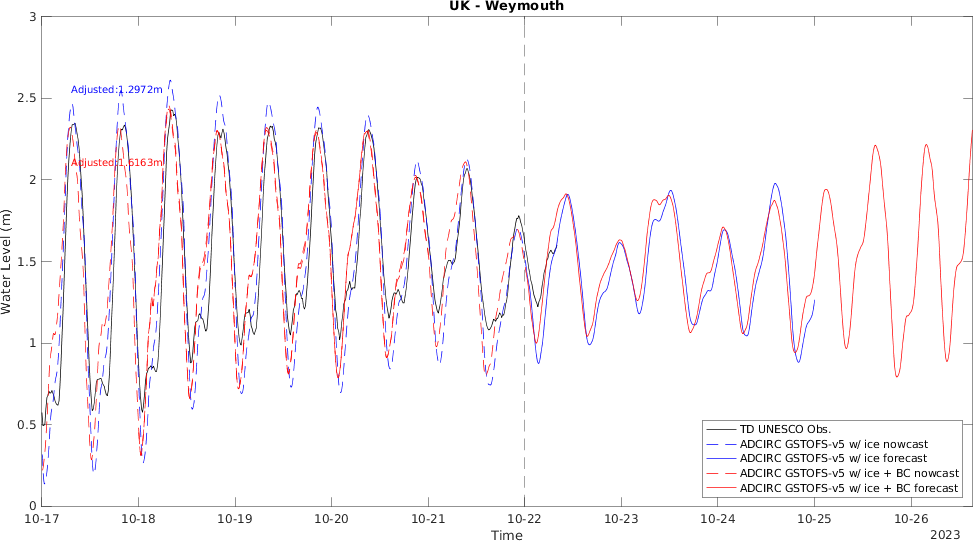 UK - Weymouth
3
2.5
2
1.5
1
0.5
0
Water Level (m)
Adjusted:1.2972m
Adjusted:1.6163m
TD UNESCO Obs.
ADCIRC GSTOFS-v5 w/ ice nowcast
ADCIRC GSTOFS-v5 w/ ice forecast
ADCIRC GSTOFS-v5 w/ ice + BC nowcast
ADCIRC GSTOFS-v5 w/ ice + BC forecast
10-17 10-18 10-19 10-20 10-21 10-22 10-23 10-24 10-25 10-26
Time
2023